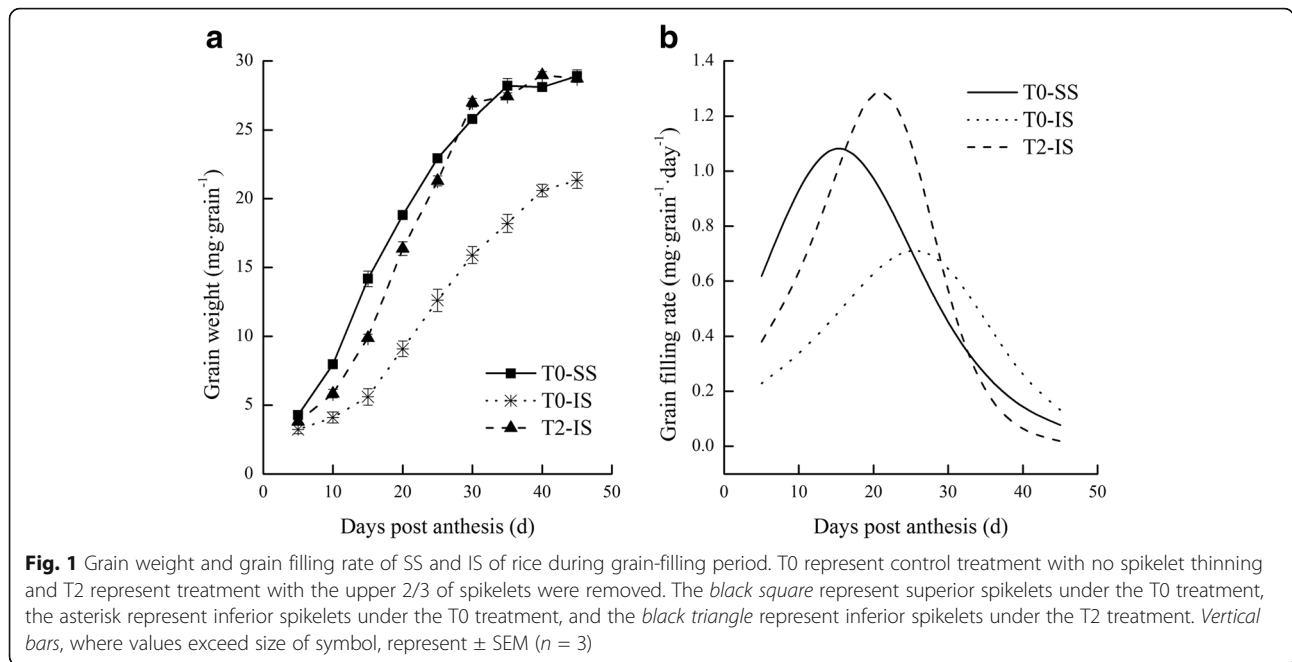 a
Grain weight (mg·grain⁻¹)
30
25
20
15
10
5
0
T0-SS
T0-IS
T2-IS
0 10 20 30 40 50
Days post anthesis (d)
b
Grain filling rate (mg·grain⁻¹·day⁻¹)
1.4
1.2
1.0
0.8
0.6
0.4
0.2
0.0
T0-SS
T0-IS
T2-IS
0 10 20 30 40 50
Days post anthesis (d)
Fig. 1 Grain weight and grain filling rate of SS and IS of rice during grain-filling period. T0 represent control treatment with no spikelet thinning
and T2 represent treatment with the upper 2/3 of spikelets were removed. The black square represent superior spikelets under the T0 treatment,
the asterisk represent inferior spikelets under the T0 treatment, and the black triangle represent inferior spikelets under the T2 treatment. Vertical
bars, where values exceed size of symbol, represent ± SEM (n = 3)